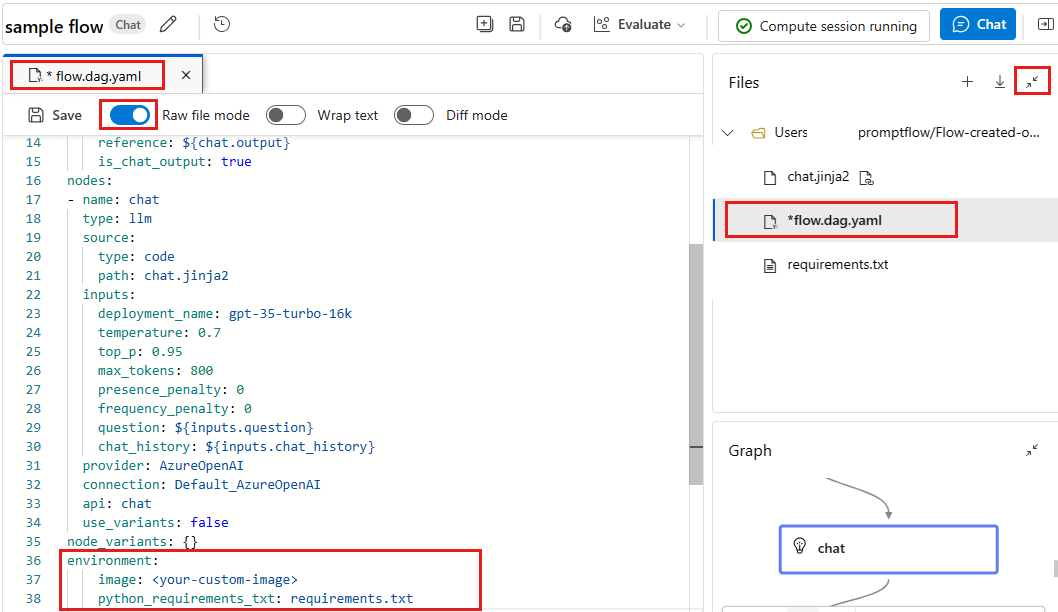 sample flow Chat Evaluate Compute session running Chat
* flow.dag.yaml
Save Raw file mode Wrap text Diff mode
14 reference: ${chat.output}
15 is_chat_output: true
16 nodes:
17 - name: chat
18 type: llm
19 source:
20 type: code
21 path: chat.jinja2
22 inputs:
23 deployment_name: gpt-35-turbo-16k
24 temperature: 0.7
25 top_p: 0.95
26 max_tokens: 800
27 presence_penalty: 0
28 frequency_penalty: 0
29 question: ${inputs.question}
30 chat_history: ${inputs.chat_history}
31 provider: AzureOpenAI
32 connection: Default_AzureOpenAI
33 api: chat
34 use_variants: false
35 node_variants: {}
36 environment:
37 image: <your-custom-image>
38 python_requirements_txt: requirements.txt
Files
Users promptflow/Flow-created-o...
chat.jinja2
*flow.dag.yaml
requirements.txt
Graph
chat